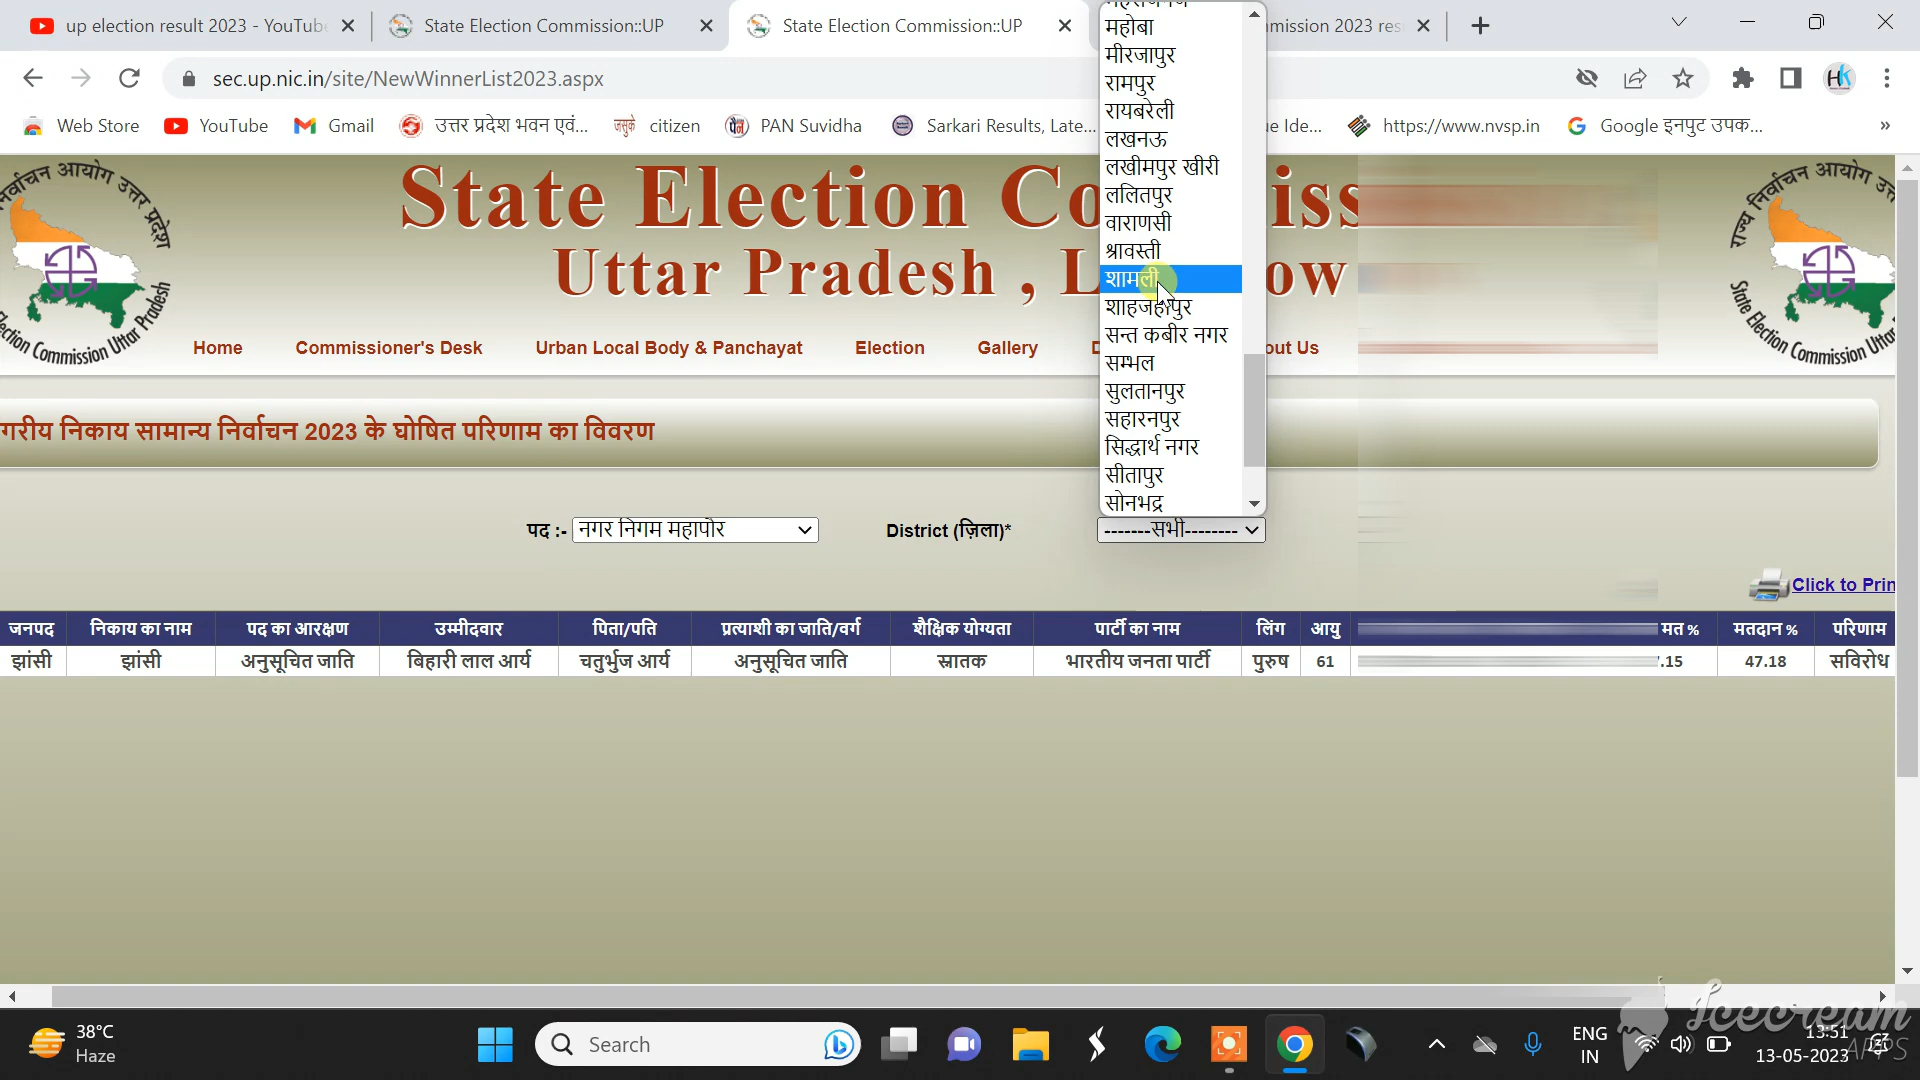 up election result 2023 - YouTube
State Election Commission::UP
State Election Commission::UP
mmission 2023 res
sec.up.nic.in/site/NewWinnerList2023.aspx
Web Store
YouTube
Gmail
उत्तर प्रदेश भवन एवं...
citizen
PAN Suvidha
Sarkari Results, Late...
ue Ide...
https://www.nvsp.in
Google इनपुट उपक...
महोबा
मीरजापुर
रामपुर
रायबरेली
लखनऊ
लखीमपुर खीरी
ललितपुर
वाराणसी
श्रावस्ती
शामली
शाहजहाँपुर
सन्त कबीर नगर
सम्भल
सुलतानपुर
सहारनपुर
सिद्धार्थ नगर
सीतापुर
सोनभद्र
State Election Co iss
Uttar Pradesh , L ow
Home
Commissioner's Desk
Urban Local Body & Panchayat
Election
Gallery
D
out Us
गरीय निकाय सामान्य निर्वाचन 2023 के घोषित परिणाम का विवरण
पद :- नगर निगम महापौर
District (ज़िला)*
-------सभी--------
Click to Prin
जनपद निकाय का नाम पद का आरक्षण उम्मीदवार पिता/पति प्रत्याशी का जाति/वर्ग शैक्षिक योग्यता पार्टी का नाम लिंग आयु मत % मतदान % परिणाम
झांसी झांसी अनुसूचित जाति बिहारी लाल आर्य चतुर्भुज आर्य अनुसूचित जाति स्नातक भारतीय जनता पार्टी पुरुष 61 .15 47.18 सविरोध
38°C
Haze
Search
ENG
IN
13:51
13-05-2023
Icecream
APPS